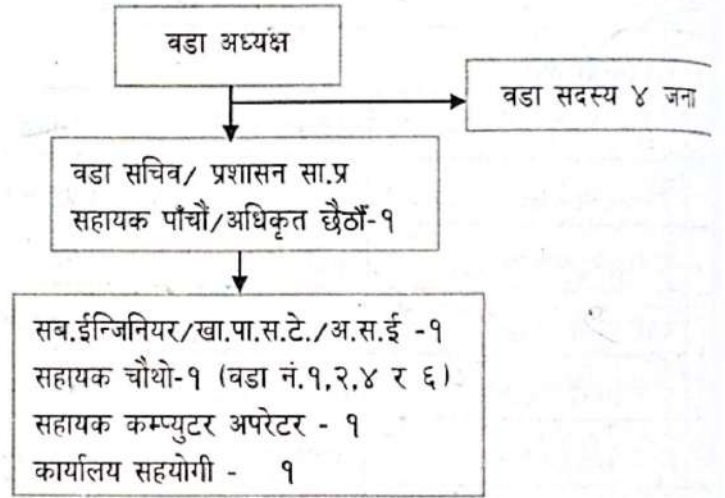 वडा अध्यक्ष
वडा सदस्य ४ जना
वडा सचिव/ प्रशासन सा.प्र
सहायक पाँचौं/अधिकृत छैठौं-१
सब.ईन्जिनियर/खा.पा.स.टे./अ.स.ई -१
सहायक चौथो-१ (वडा नं.१,२,४ र ६)
सहायक कम्प्युटर अपरेटर - १
कार्यालय सहयोगी - १